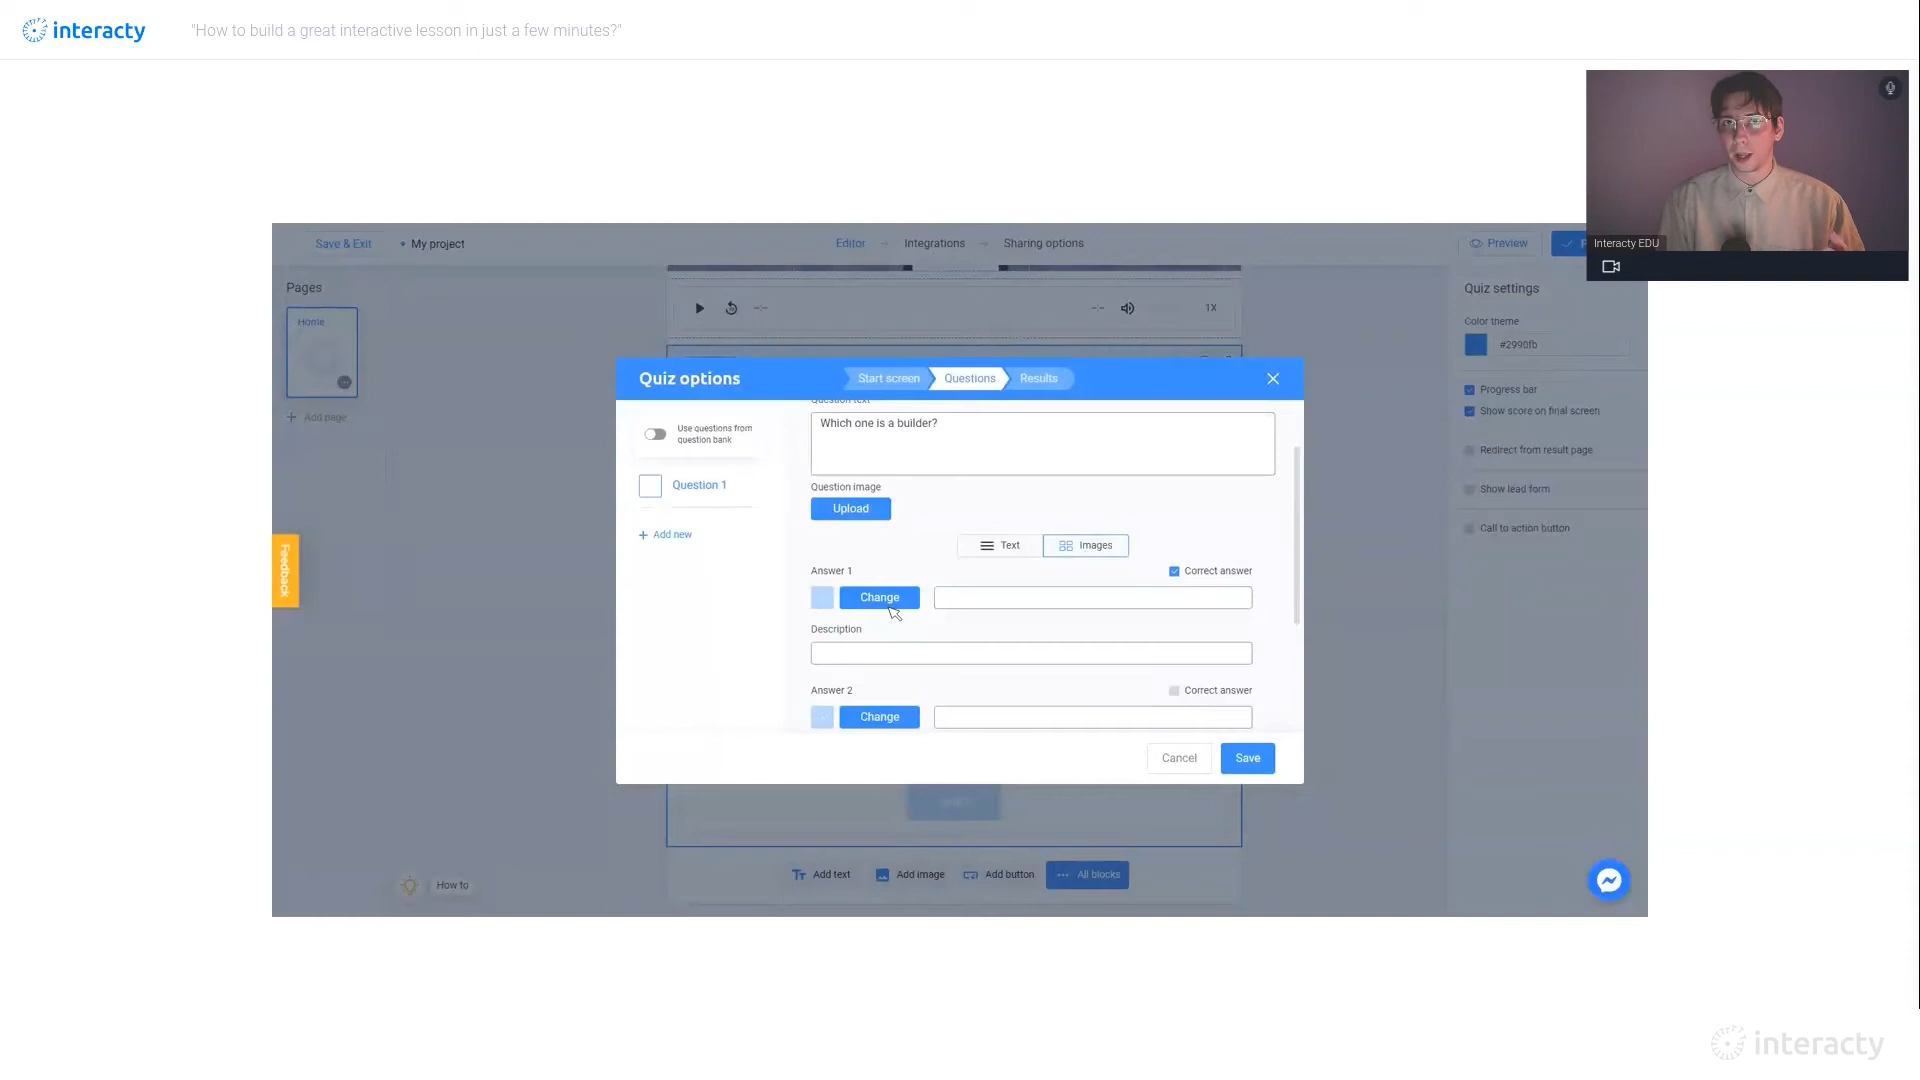 interacty
"How to build a great interactive lesson in just a few minutes?"
Interacty EDU
Save & Exit
• My project
Editor
Integrations
Sharing options
Preview
Pages
Home
Add page
1X
Quiz settings
Color theme
#2990fb
Progress bar
Show score on final screen
Redirect from result page
Show lead form
Call to action button
Quiz options
Start screen
Questions
Results
Use questions from
question bank
Question 1
+ Add new
Question text
Which one is a builder?
Question image
Upload
Text
Images
Answer 1
Correct answer
Change
Description
Answer 2
Correct answer
Change
Cancel
Save
Feedback
Add text
Add image
Add button
All blocks
How to
interacty